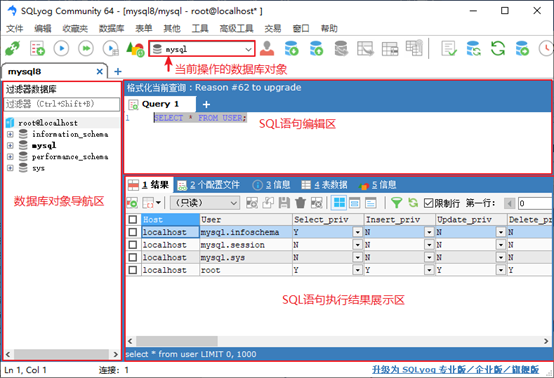 SQLyog Community 64 - [mysql8/mysql - root@localhost* ]
文件 编辑 收藏夹 数据库 表单 其他 工具 高级工具 交易 窗口 帮助
mysql
mysql8
当前操作的数据库对象
过滤器数据库
过滤器 (Ctrl+Shift+B)
root@localhost
information_schema
mysql
performance_schema
sys
数据库对象导航区
格式化当前查询 : Reason #62 to upgrade
Query 1
1 SELECT * FROM USER;
SQL语句编辑区
1 结果 2 个配置文件 3 信息 4 表数据 5 信息
(只读) 限制行 第一行: 0
Host User Select_priv Insert_priv Update_priv Delete_pr
localhost mysql.infoschema Y N N N
localhost mysql.session N N N N
localhost mysql.sys N N N N
localhost root Y Y Y Y
SQL语句执行结果展示区
select * from user LIMIT 0, 1000
Ln 1, Col 1 连接: 1 升级为 SQLyog 专业版/企业版/旗舰版